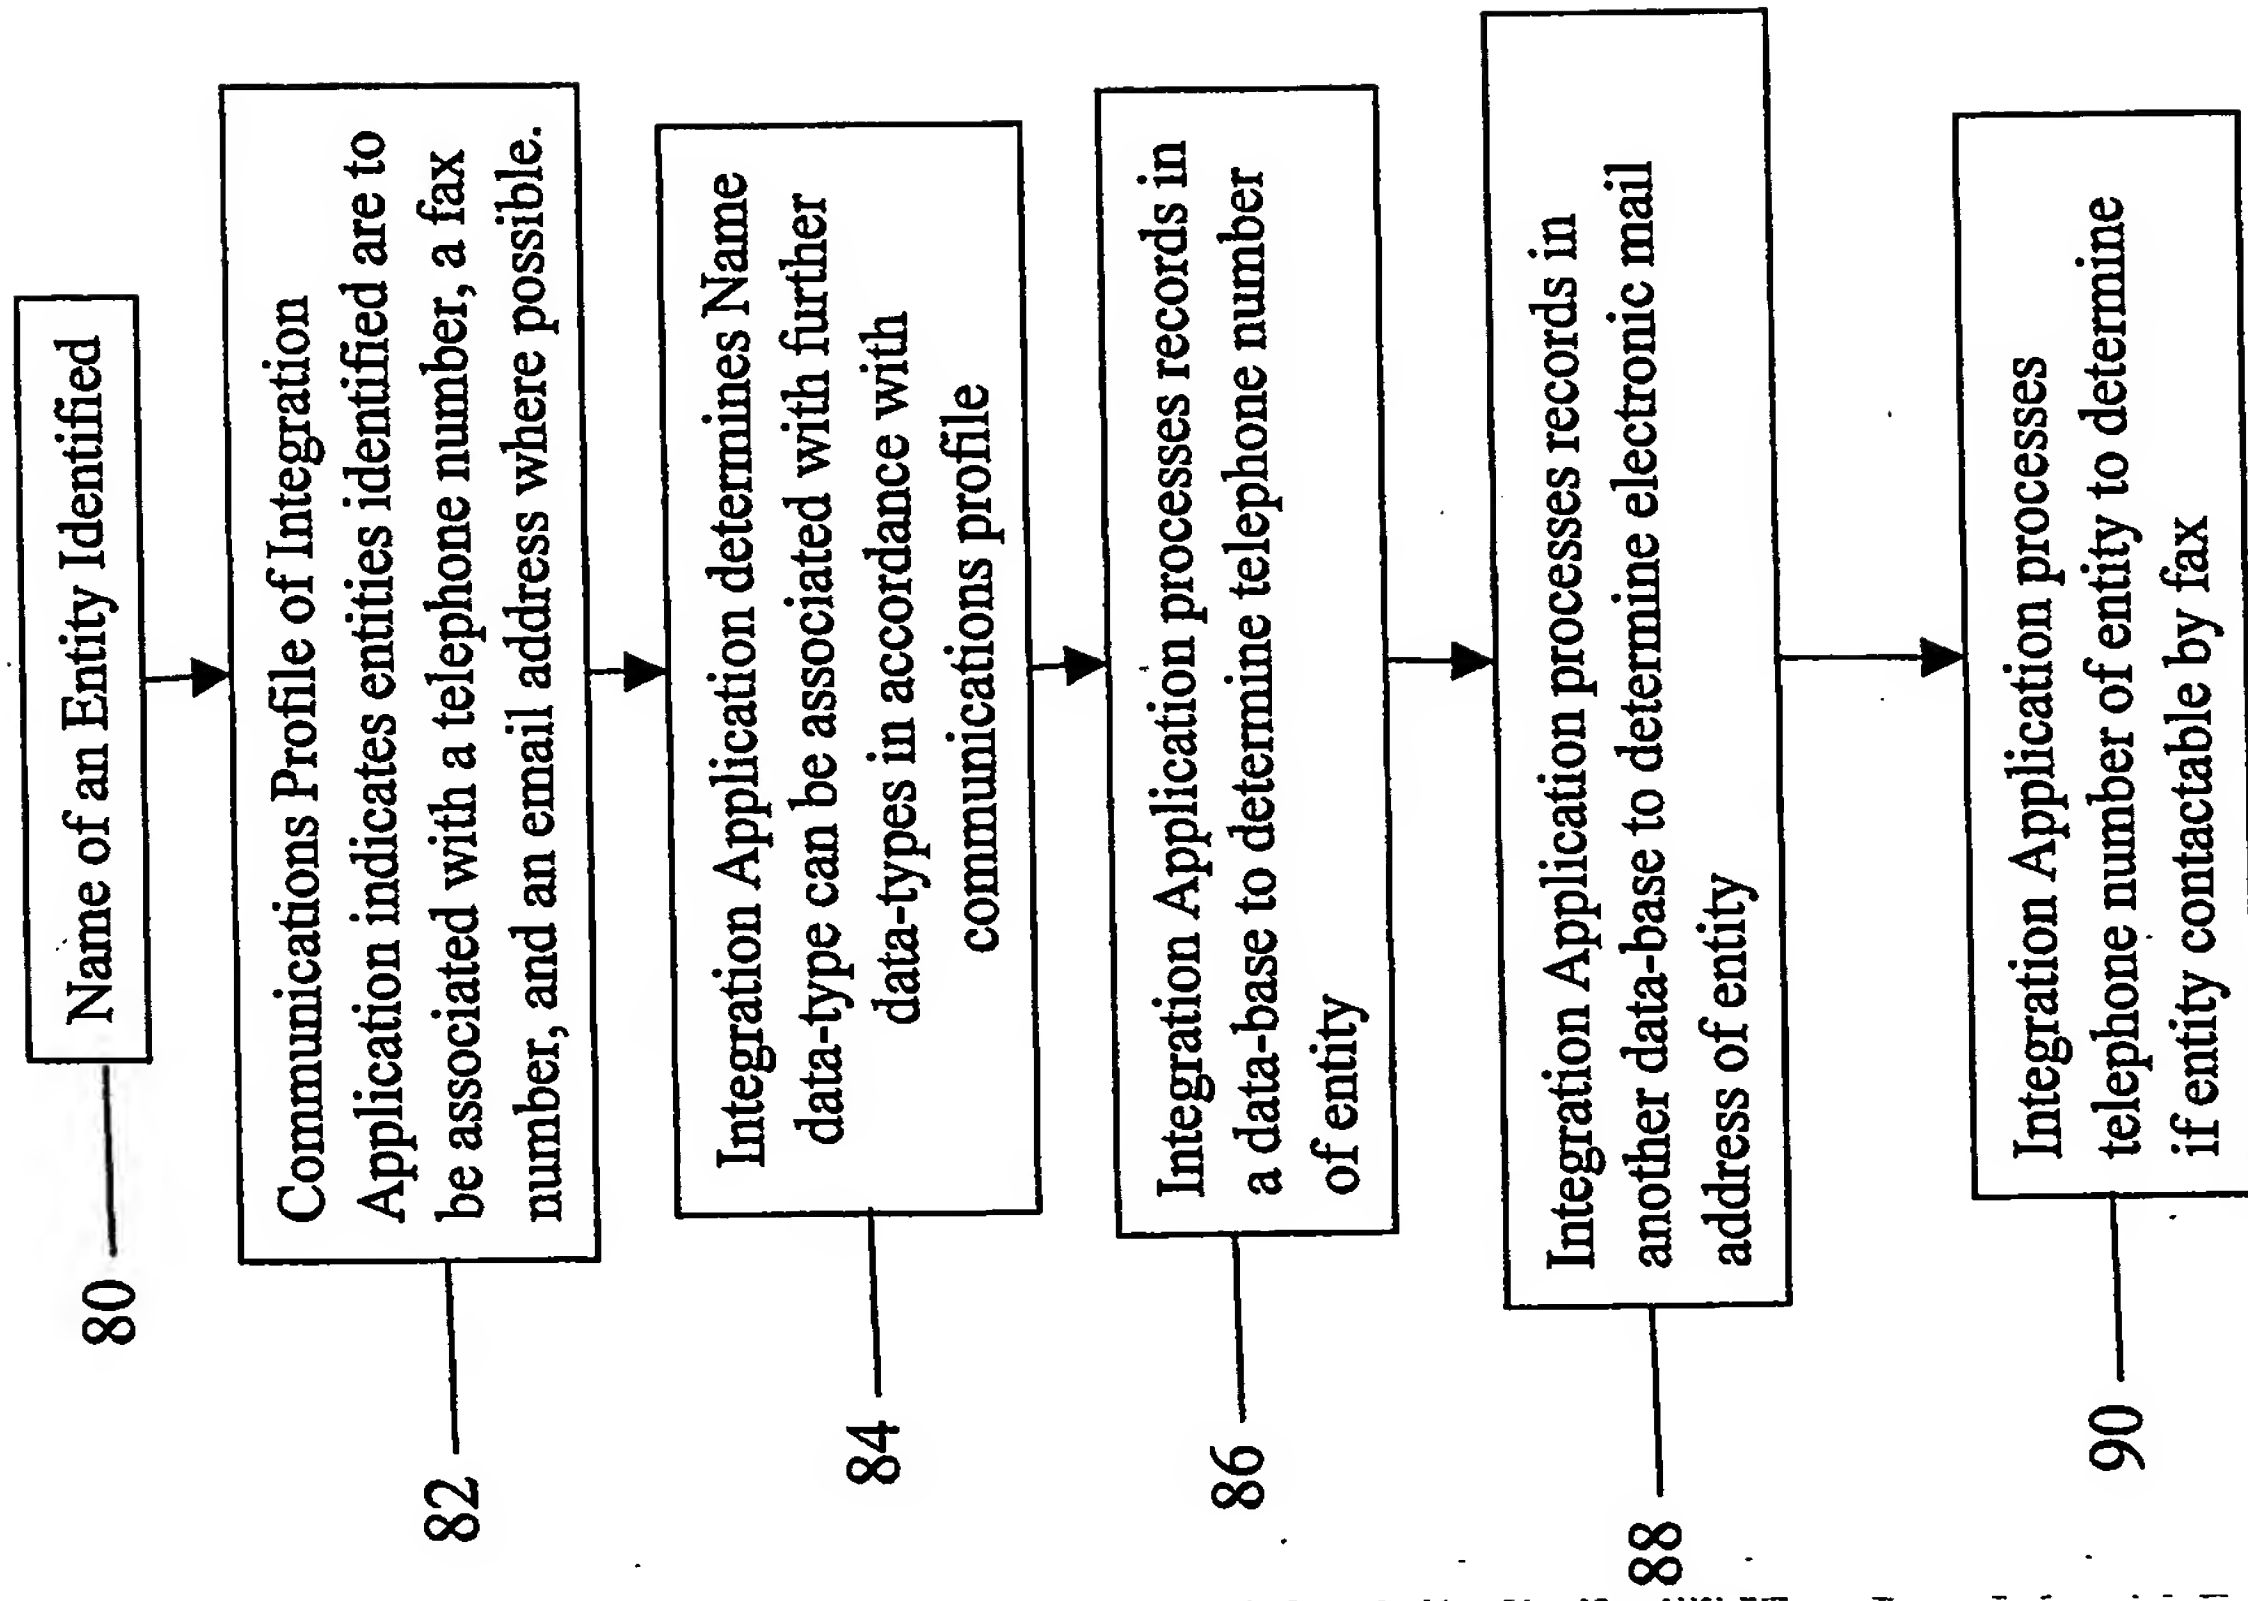 80
Name of an Entity Identified
82
Communications Profile of Integration
Application indicates entities identified are to
be associated with a telephone number, a fax
number, and an email address where possible.
84
Integration Application determines Name
data-type can be associated with further
data-types in accordance with
communications profile
86
Integration Application processes records in
a data-base to determine telephone number
of entity
88
Integration Application processes records in
another data-base to determine electronic mail
address of entity
90
Integration Application processes
telephone number of entity to determine
if entity contactable by fax